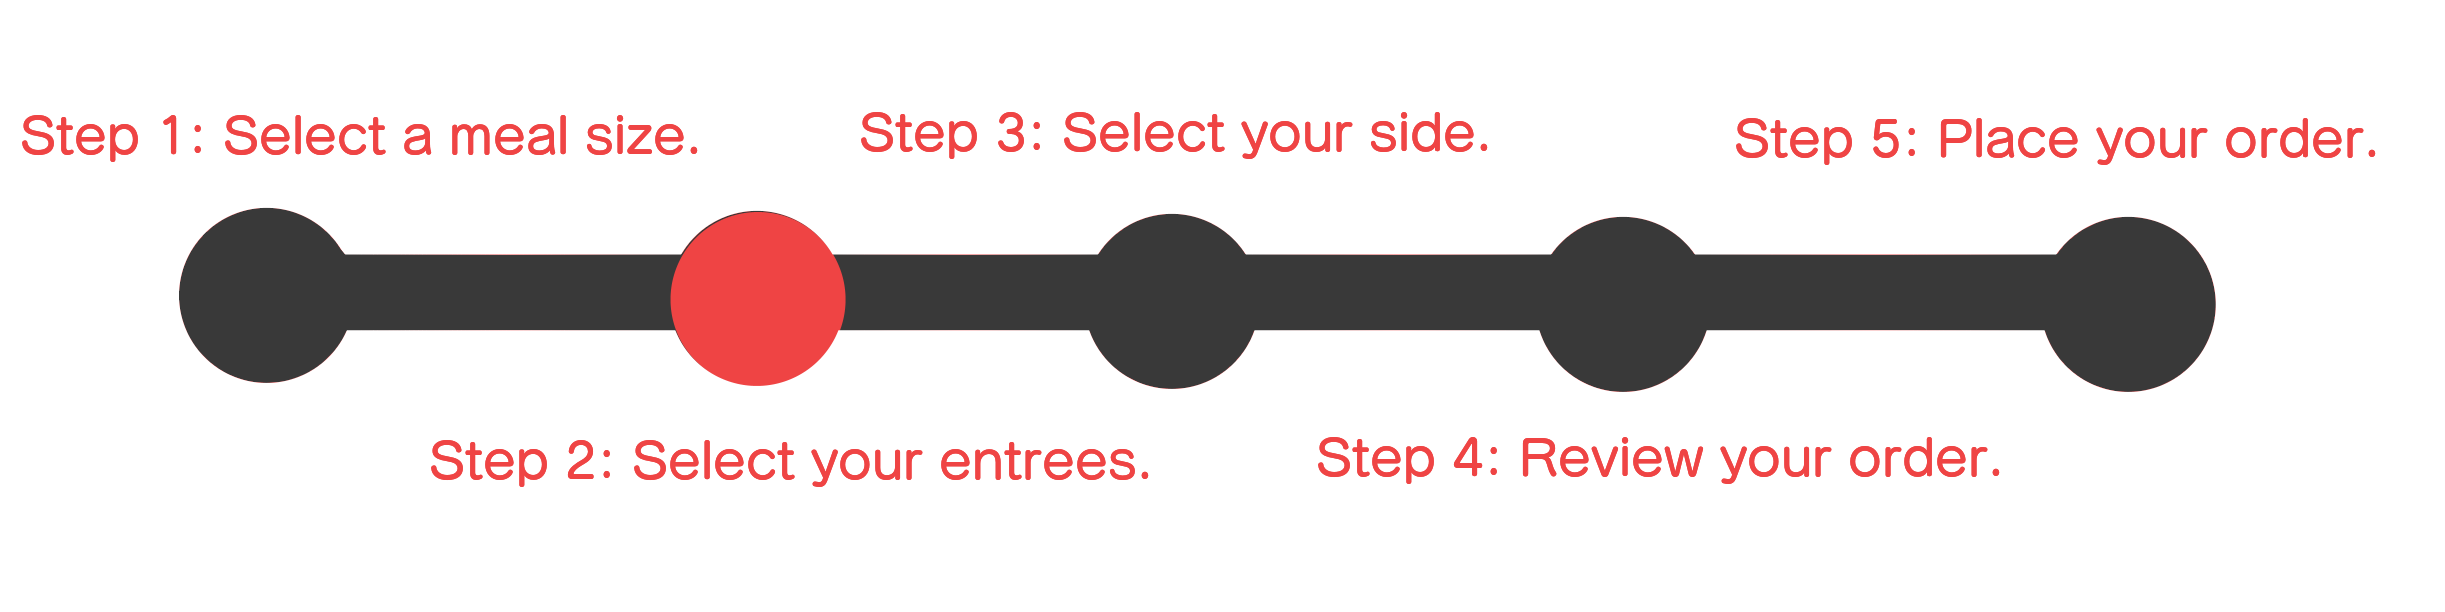 Step 1: Select a meal size.
Step 2: Select your entrees.
Step 3: Select your side.
Step 4: Review your order.
Step 5: Place your order.